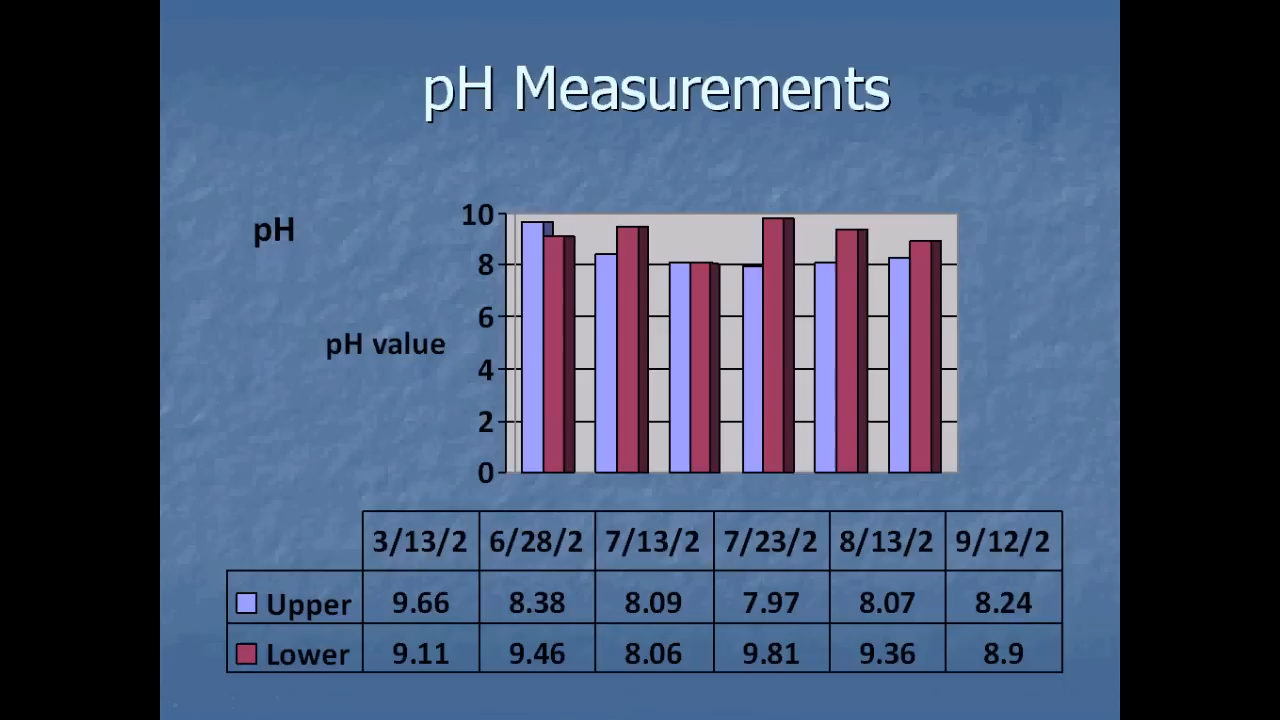 pH Measurements
pH
pH value
10
8
6
4
2
0
3/13/2 6/28/2 7/13/2 7/23/2 8/13/2 9/12/2
Upper 9.66 8.38 8.09 7.97 8.07 8.24
Lower 9.11 9.46 8.06 9.81 9.36 8.9